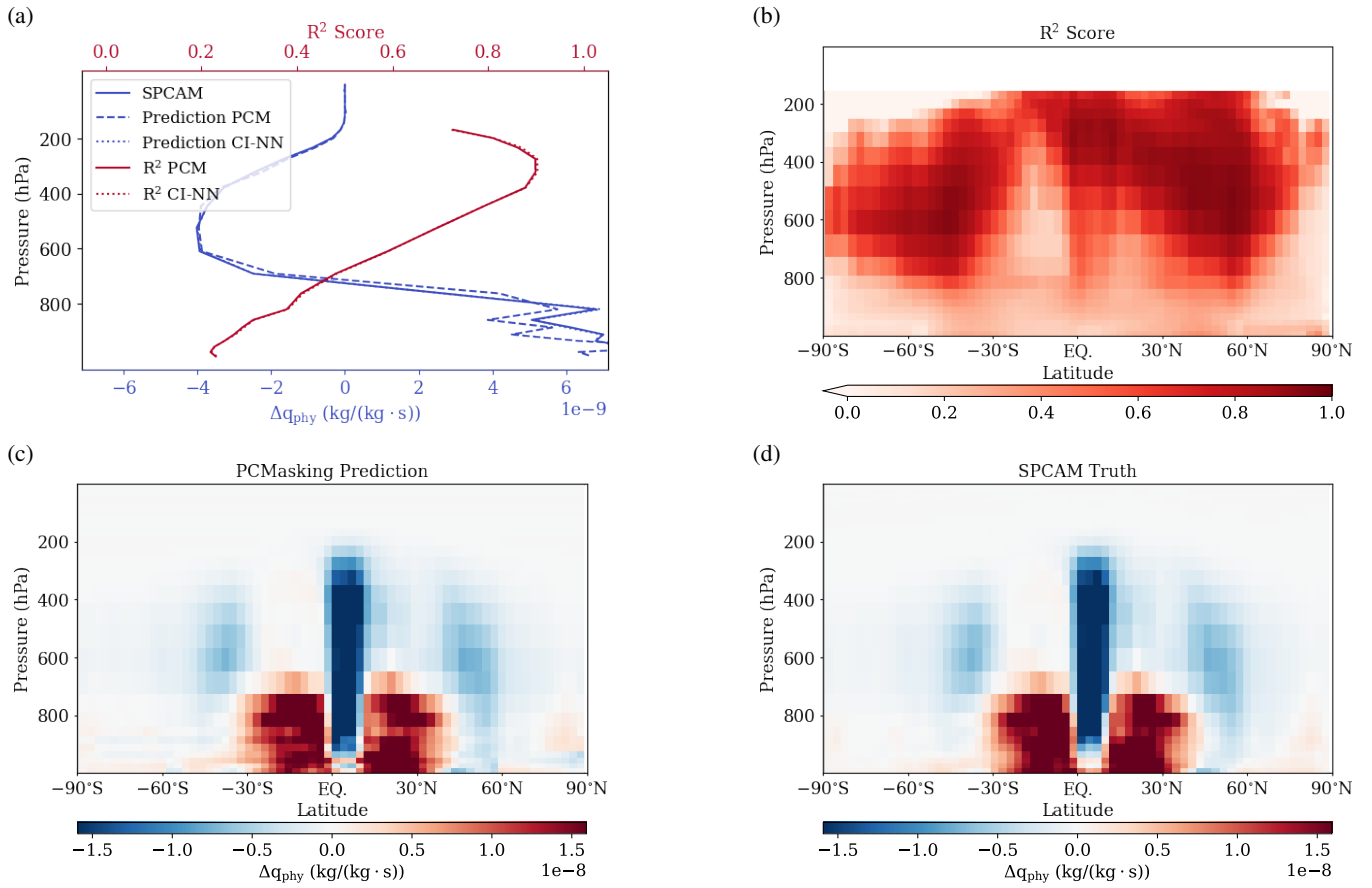 (a)
R² Score
0.0 0.2 0.4 0.6 0.8 1.0
SPCAM
Prediction PCM
Prediction CI-NN
R² PCM
R² CI-NN
200
400
600
800
Pressure (hPa)
−6 −4 −2 0 2 4 6
1e−9
Δq_phy (kg/(kg · s))
(b)
R² Score
200
400
600
800
Pressure (hPa)
−90°S −60°S −30°S EQ. 30°N 60°N 90°N
Latitude
0.0 0.2 0.4 0.6 0.8 1.0
(c)
PCMasking Prediction
200
400
600
800
Pressure (hPa)
−90°S −60°S −30°S EQ. 30°N 60°N 90°N
Latitude
−1.5 −1.0 −0.5 0.0 0.5 1.0 1.5
1e−8
Δq_phy (kg/(kg · s))
(d)
SPCAM Truth
200
400
600
800
Pressure (hPa)
−90°S −60°S −30°S EQ. 30°N 60°N 90°N
Latitude
−1.5 −1.0 −0.5 0.0 0.5 1.0 1.5
1e−8
Δq_phy (kg/(kg · s))